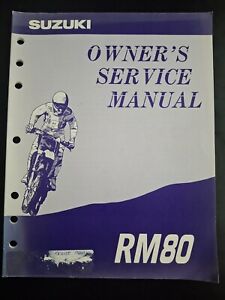 SUZUKI
OWNER'S
SERVICE
MANUAL
RM80